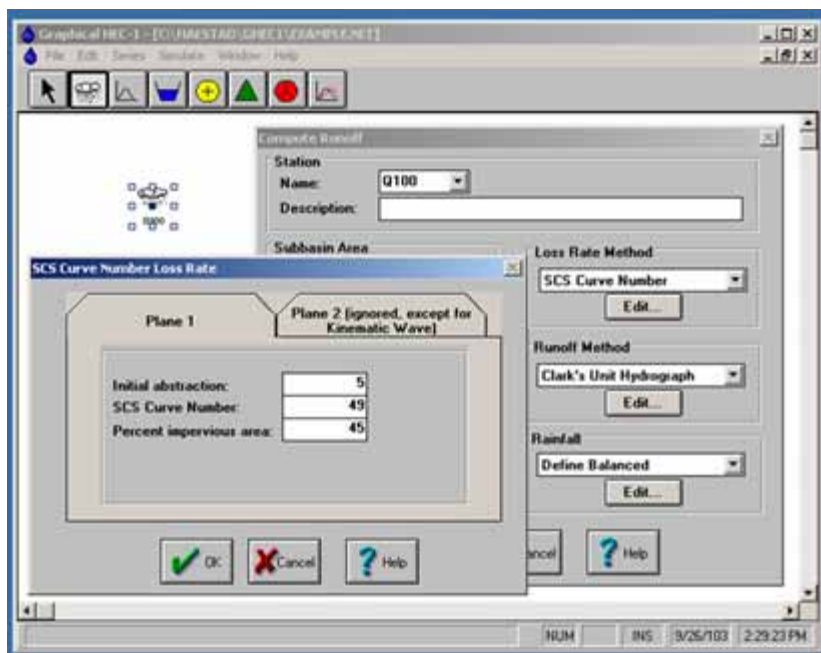 Graphical HEC-1 - [C:\HAESTAD\GHEC1\EXAMPLE.NET]
File Edit Series Simulate Window Help
Compute Runoff
Station
Name: Q100
Description:
Subbasin Area
Loss Rate Method
SCS Curve Number
Edit...
Runoff Method
Clark's Unit Hydrograph
Edit...
Rainfall
Define Balanced
Edit...
ancel
Help
SCS Curve Number Loss Rate
Plane 1
Plane 2 (ignored, except for
Kinematic Wave)
Initial abstraction: 5
SCS Curve Number: 49
Percent impervious area: 45
OK
Cancel
Help
NUM INS 9/26/103 2:29:23 PM